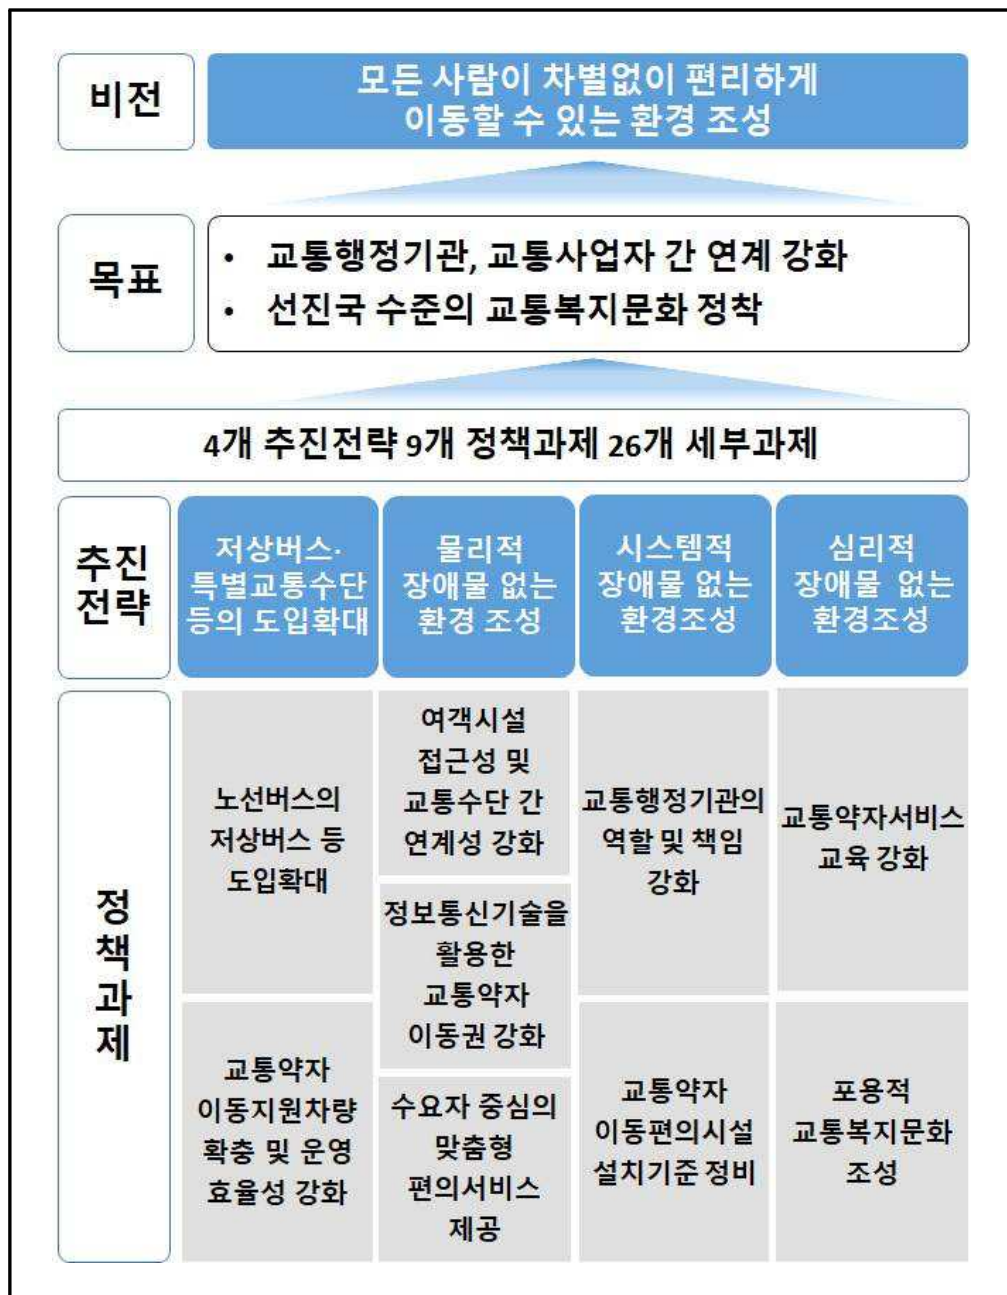 비전
모든 사람이 차별없이 편리하게
이동할 수 있는 환경 조성
목표
• 교통행정기관, 교통사업자 간 연계 강화
• 선진국 수준의 교통복지문화 정착
4개 추진전략 9개 정책과제 26개 세부과제
추진
전략
저상버스·
특별교통수단
등의 도입확대
물리적
장애물 없는
환경 조성
시스템적
장애물 없는
환경조성
심리적
장애물 없는
환경조성
정
책
과
제
노선버스의
저상버스 등
도입확대
교통약자
이동지원차량
확충 및 운영
효율성 강화
여객시설
접근성 및
교통수단 간
연계성 강화
정보통신기술을
활용한
교통약자
이동권 강화
수요자 중심의
맞춤형
편의서비스
제공
교통행정기관의
역할 및 책임
강화
교통약자
이동편의시설
설치기준 정비
교통약자서비스
교육 강화
포용적
교통복지문화
조성